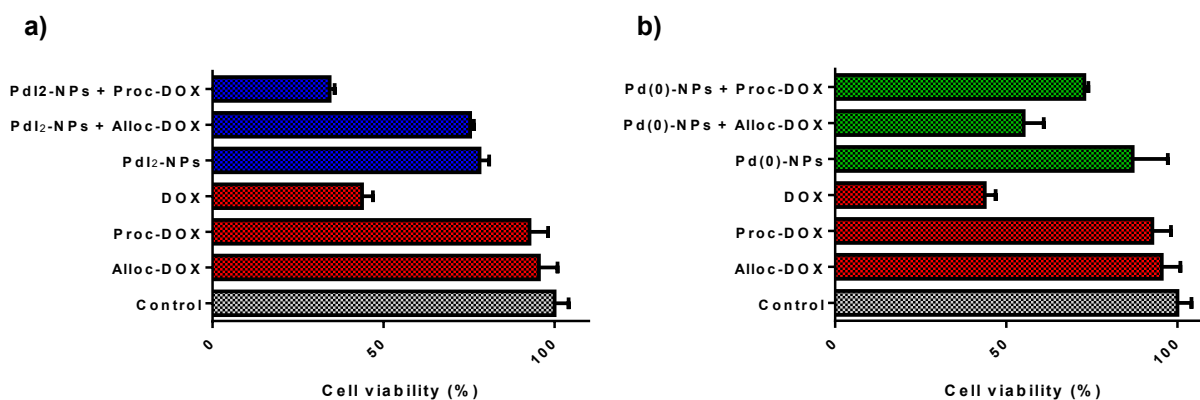 a)
PdI2-NPs + Proc-DOX
PdI₂-NPs + Alloc-DOX
PdI₂-NPs
DOX
Proc-DOX
Alloc-DOX
Control
0
50
100
Cell viability (%)
b)
Pd(0)-NPs + Proc-DOX
Pd(0)-NPs + Alloc-DOX
Pd(0)-NPs
DOX
Proc-DOX
Alloc-DOX
Control
0
50
100
Cell viability (%)